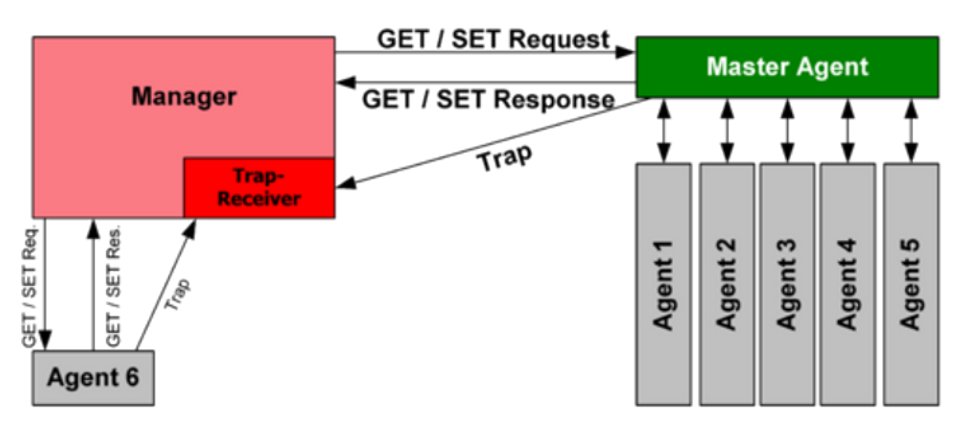 GET / SET Request
Manager
Master Agent
GET / SET Response
Trap
Trap-
Receiver
GET / SET Req.
GET / SET Res.
Trap
Agent 1
Agent 2
Agent 3
Agent 4
Agent 5
Agent 6